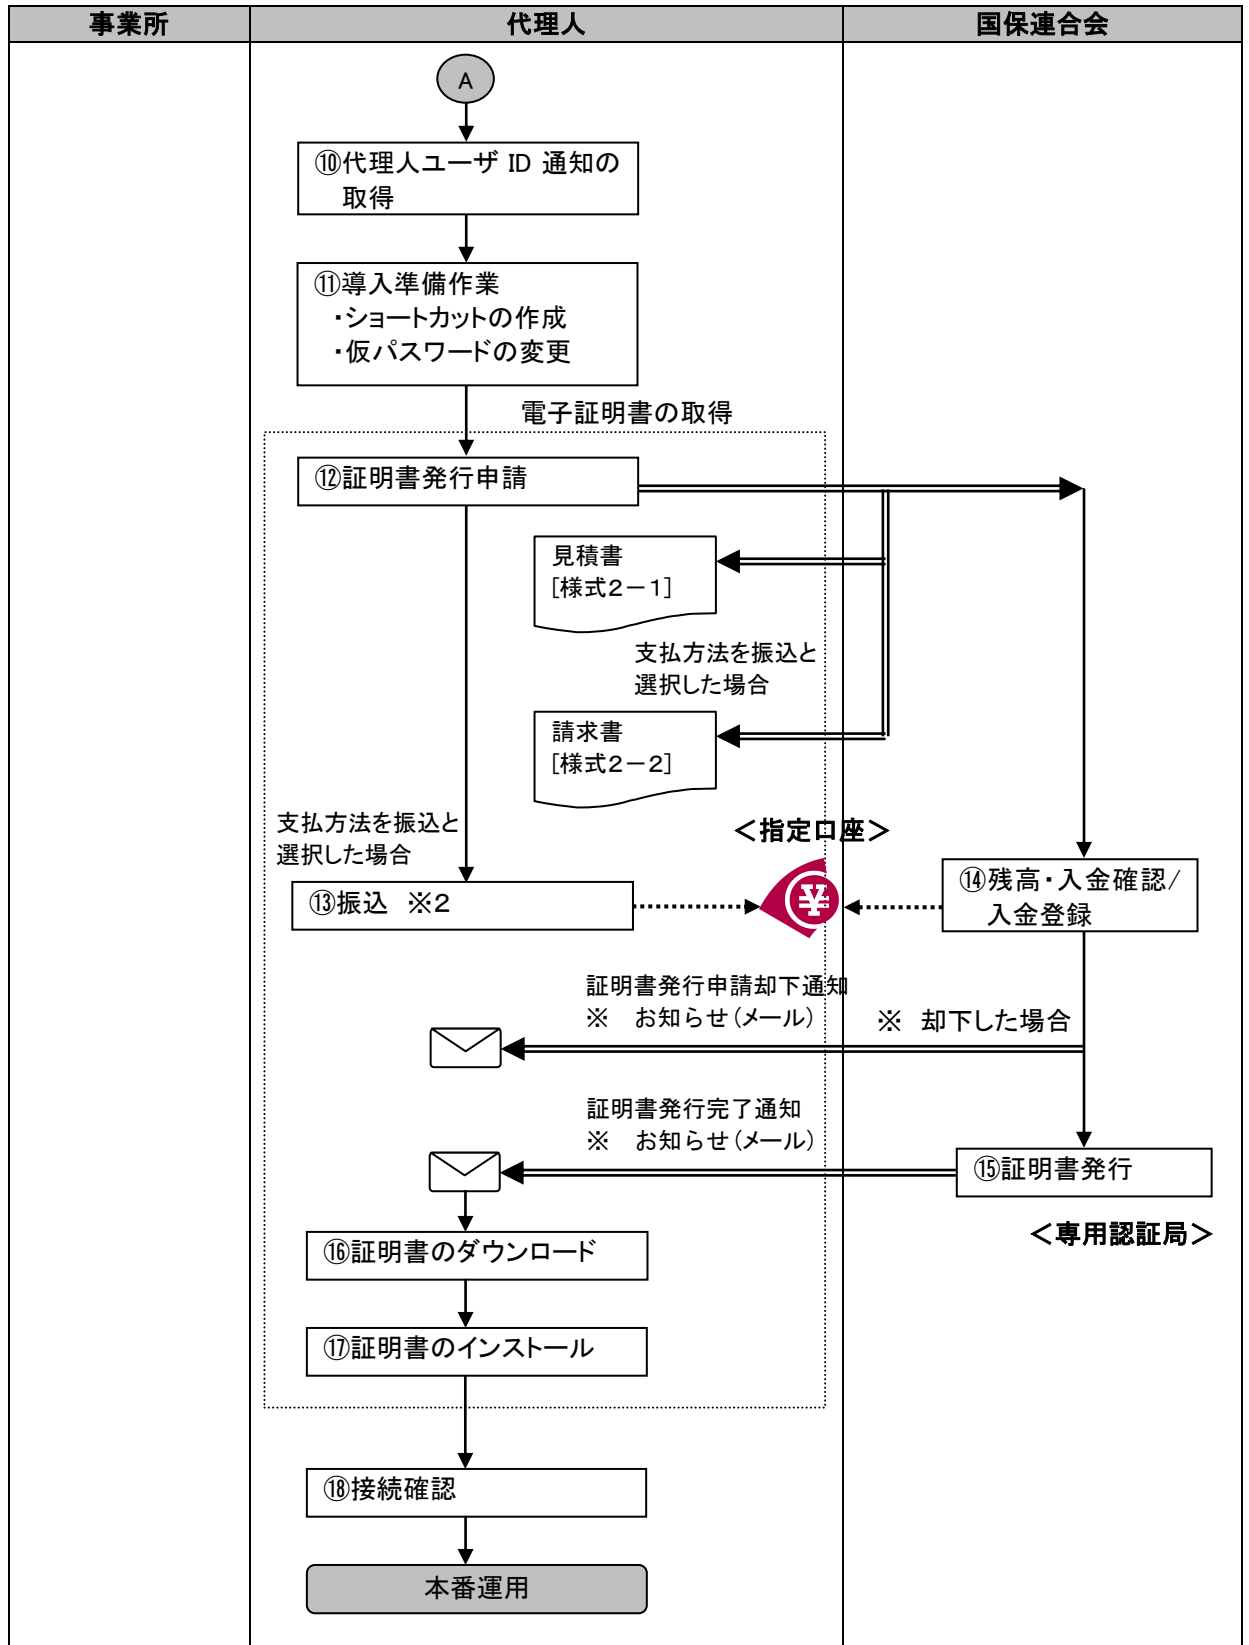 事業所
代理人
国保連合会
A
⑩代理人ユーザ ID 通知の
取得
⑪導入準備作業
・ショートカットの作成
・仮パスワードの変更
電子証明書の取得
⑫証明書発行申請
見積書
[様式2－1]
支払方法を振込と
選択した場合
請求書
[様式2－2]
支払方法を振込と
選択した場合
＜指定口座＞
⑬振込 ※2
¥
⑭残高・入金確認/
入金登録
証明書発行申請却下通知
※ お知らせ(メール)
※ 却下した場合
証明書発行完了通知
※ お知らせ(メール)
⑮証明書発行
＜専用認証局＞
⑯証明書のダウンロード
⑰証明書のインストール
⑱接続確認
本番運用